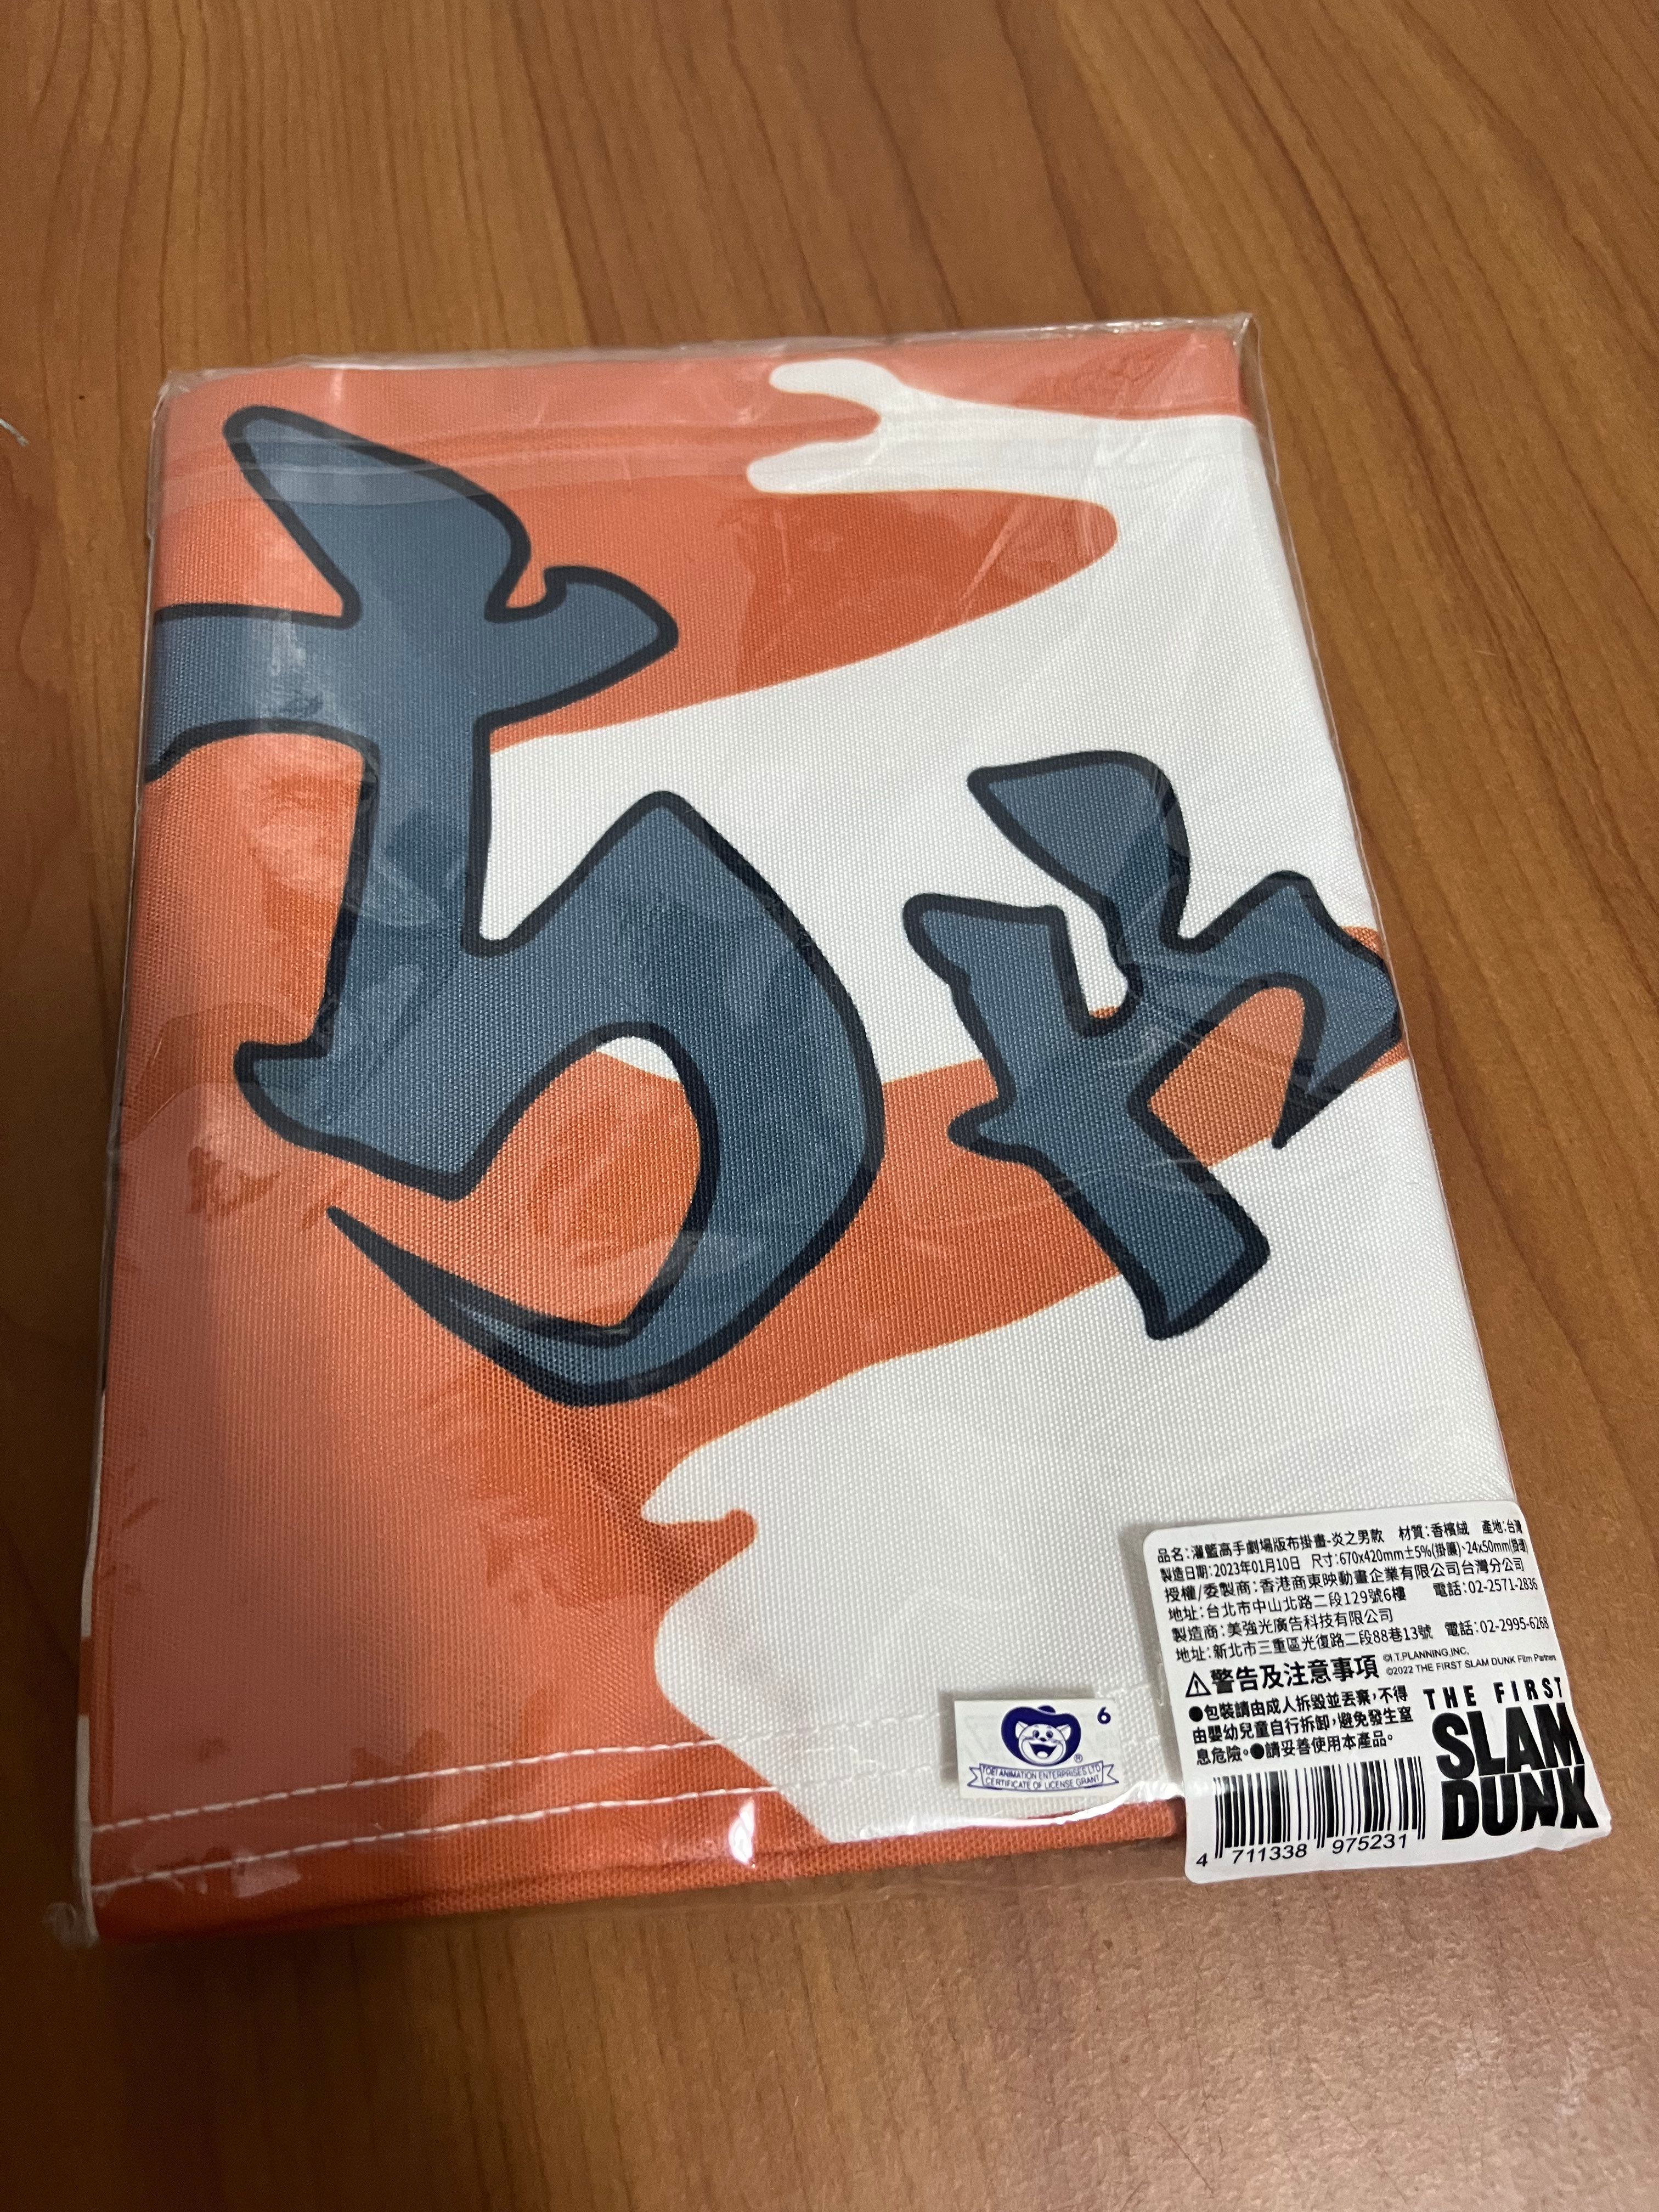 ちゃ
品名:灌籃高手劇場版布掛畫-炎之男款 材質:香檳絨 產地:台灣
製造日期:2023年01月10日 尺寸:670x420mm±5%(掛圖)、24x50mm
授權/委製商:香港商東映動畫企業有限公司台灣分公司
地址:台北市中山北路二段129號6樓 電話:02-2571-2836
製造商:美強光廣告科技有限公司
地址:新北市三重區光復路二段88巷13號 電話:02-2995-6268
⚠警告及注意事項
©I.T.PLANNING,INC.
©2022 THE FIRST SLAM DUNK Film Partners
●包裝請由成人拆毀並丟棄,不得
由嬰幼兒童自行拆卸,避免發生窒
息危險。●請妥善使用本產品。
THE FIRST
SLAM
DUNK
4 711338 975231
6
®
TOEI ANIMATION ENTERPRISES LTD
CERTIFICATE OF LICENSE GRANT